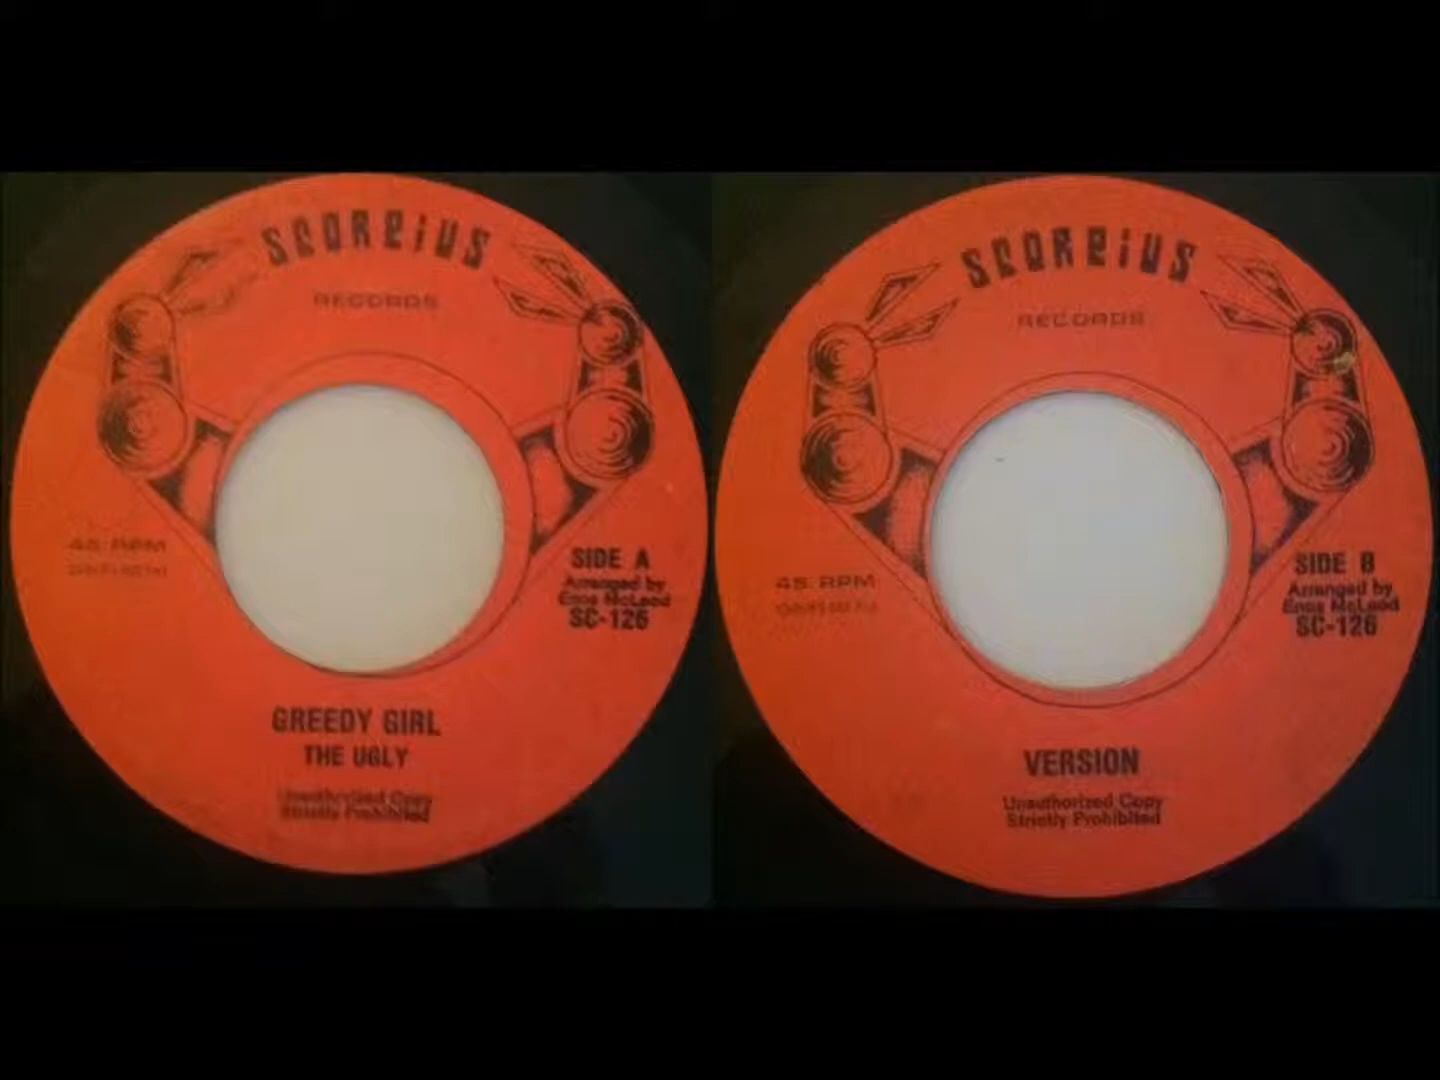 SCORPIUS
RECORDS
45 RPM
SIDE A
Arranged by
Enos McLeod
SC-126
GREEDY GIRL
THE UGLY
Unauthorized Copy
Strictly Prohibited
SCORPIUS
RECORDS
45 RPM
SIDE B
Arranged by
Enos McLeod
SC-126
VERSION
Unauthorized Copy
Strictly Prohibited